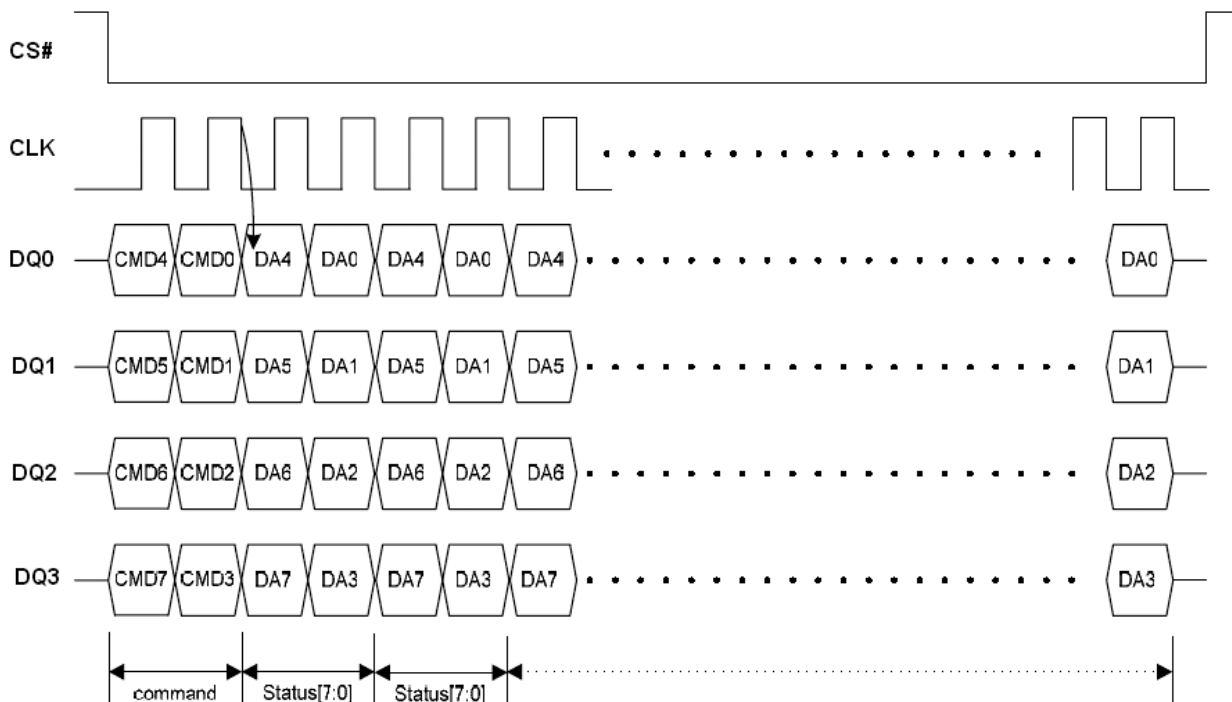 CS#
CLK
DQ0 CMD4 CMD0 DA4 DA0 DA4 DA0 DA4 DA0
DQ1 CMD5 CMD1 DA5 DA1 DA5 DA1 DA5 DA1
DQ2 CMD6 CMD2 DA6 DA2 DA6 DA2 DA6 DA2
DQ3 CMD7 CMD3 DA7 DA3 DA7 DA3 DA7 DA3
command Status[7:0] Status[7:0]